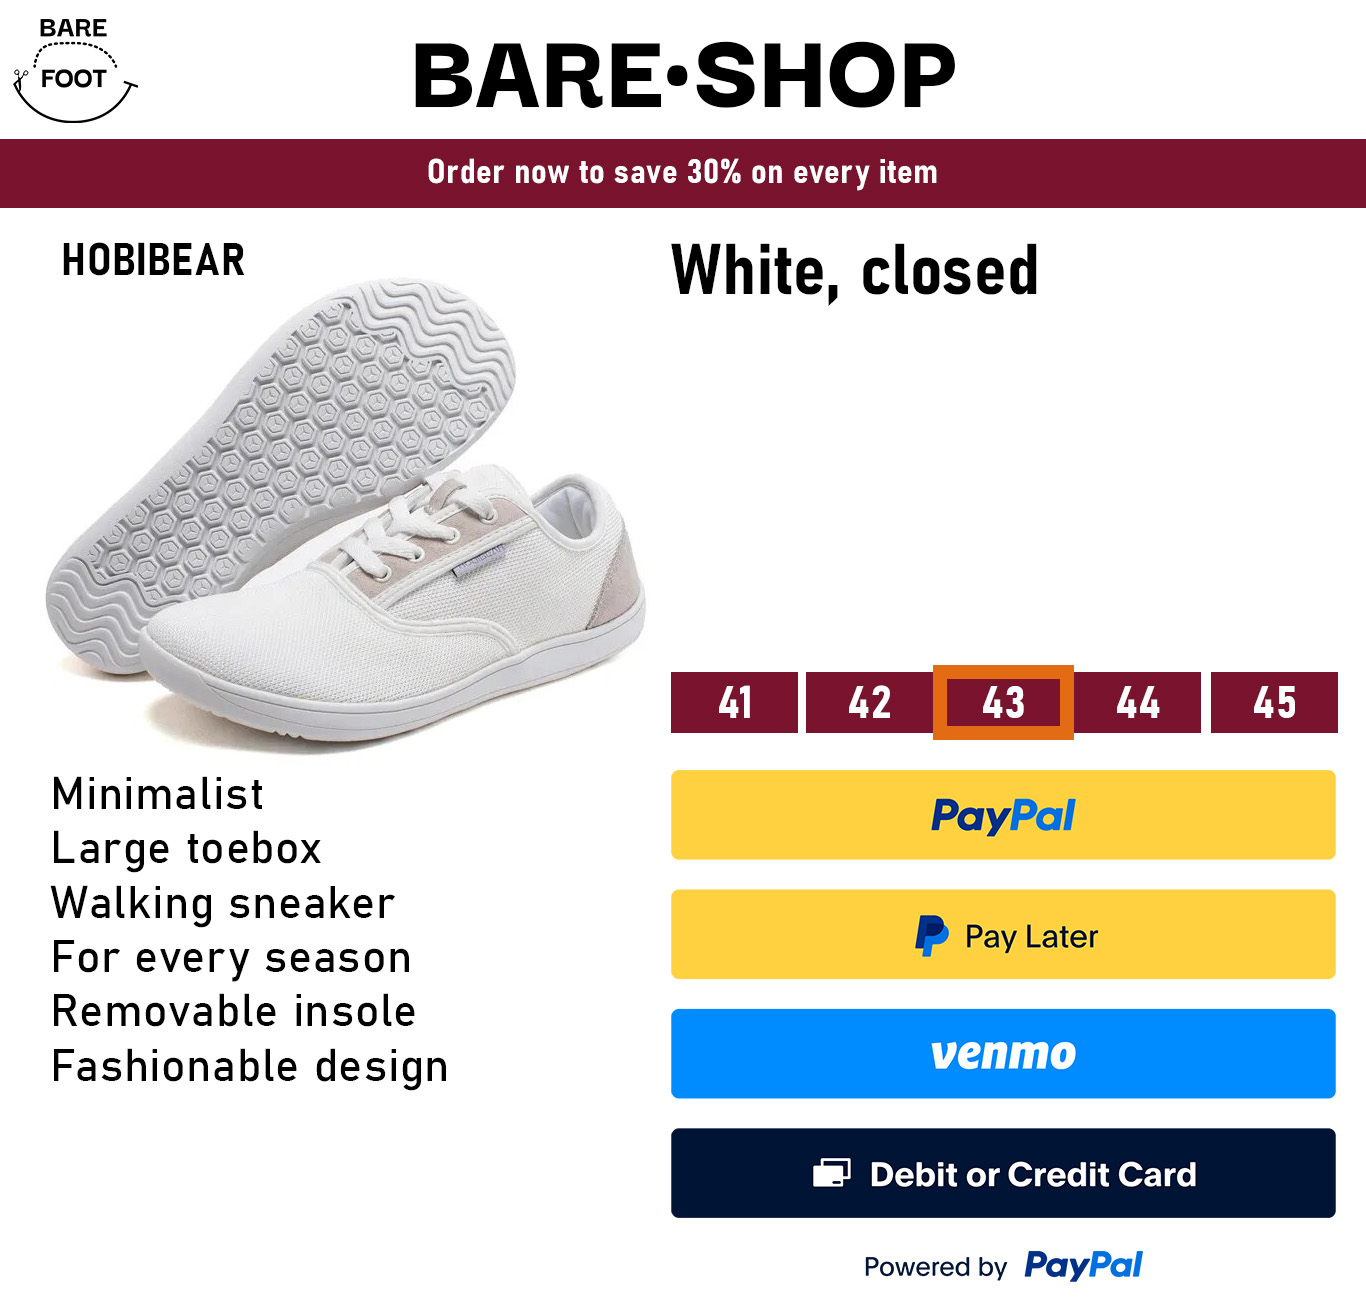 BARE
FOOT
BARE•SHOP
Order now to save 30% on every item
HOBIBEAR
White, closed
41 42 43 44 45
Minimalist
Large toebox
Walking sneaker
For every season
Removable insole
Fashionable design
PayPal
Pay Later
venmo
Debit or Credit Card
Powered by PayPal